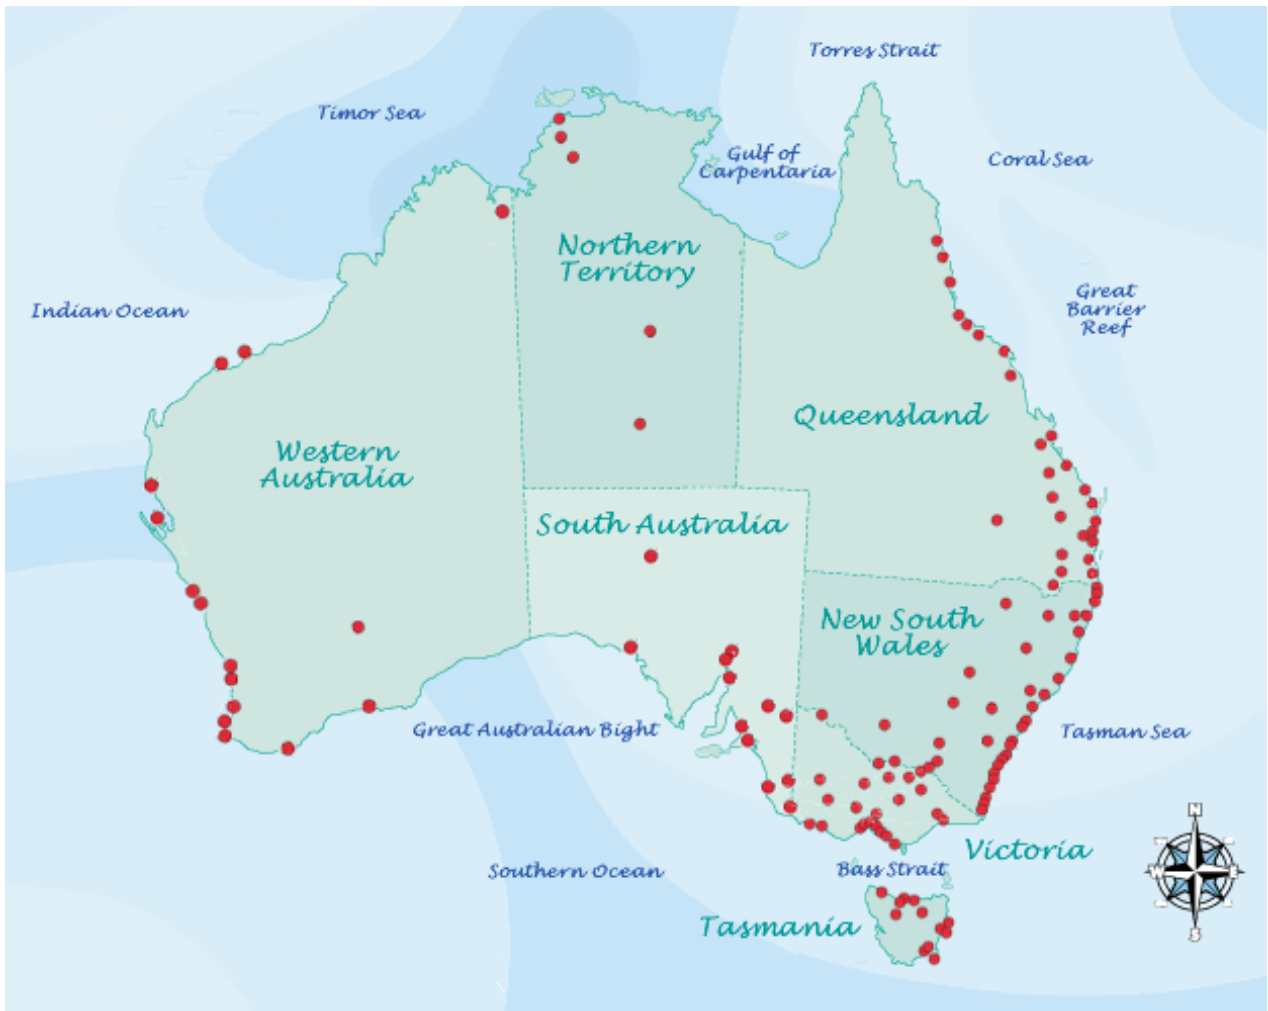 Torres Strait
Timor Sea
Gulf of
Carpentaria
Coral Sea
Northern
Territory
Indian Ocean
Great
Barrier
Reef
Queensland
Western
Australia
South Australia
New South
Wales
Great Australian Bight
Tasman Sea
N
W
E
S
Victoria
Southern Ocean
Bass Strait
Tasmania